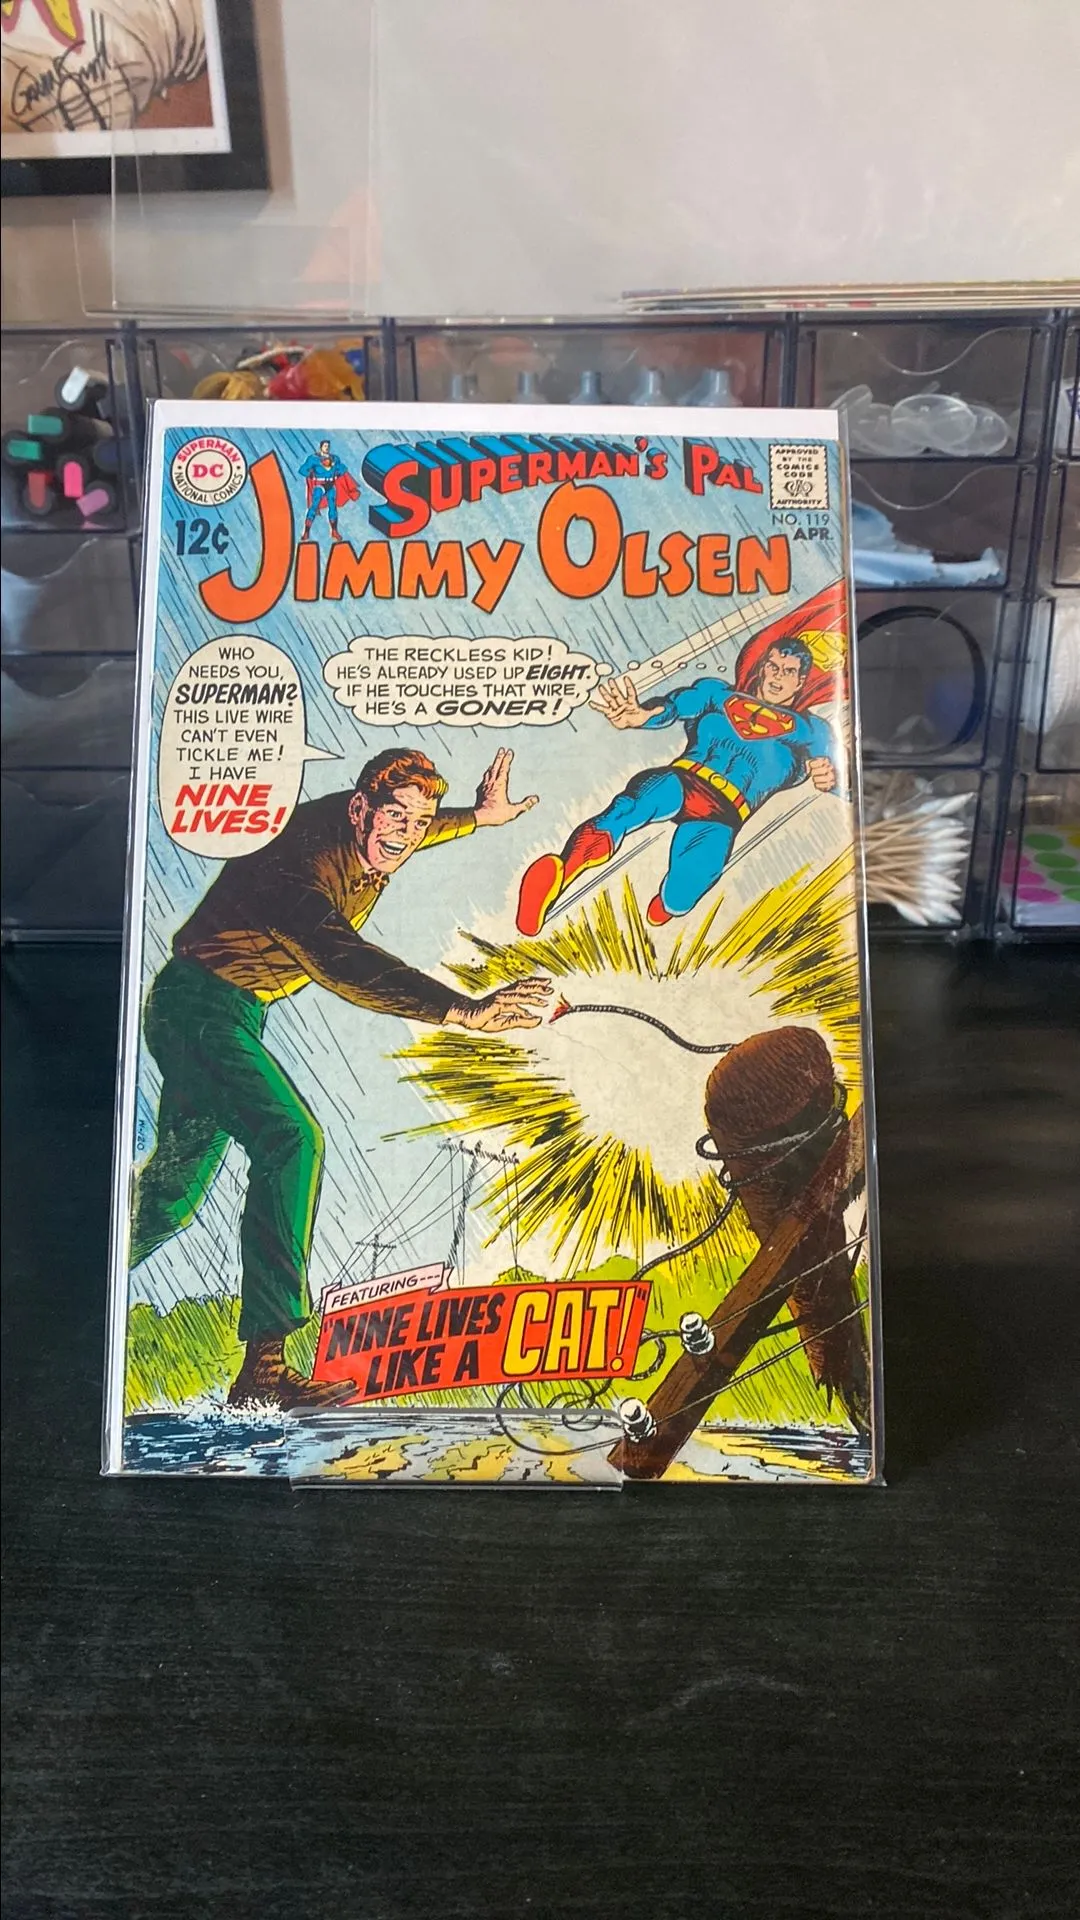 SUPERMAN
DC
NATIONAL COMICS
SUPERMAN'S PAL
JIMMY OLSEN
12¢
APPROVED
BY THE
COMICS
CODE
AUTHORITY
NO. 119
APR.
WHO
NEEDS YOU,
SUPERMAN?
THIS LIVE WIRE
CAN'T EVEN
TICKLE ME!
I HAVE
NINE
LIVES!
THE RECKLESS KID!
HE'S ALREADY USED UP EIGHT.
IF HE TOUCHES THAT WIRE,
HE'S A GONER!
FEATURING---
"NINE LIVES
LIKE A CAT!"